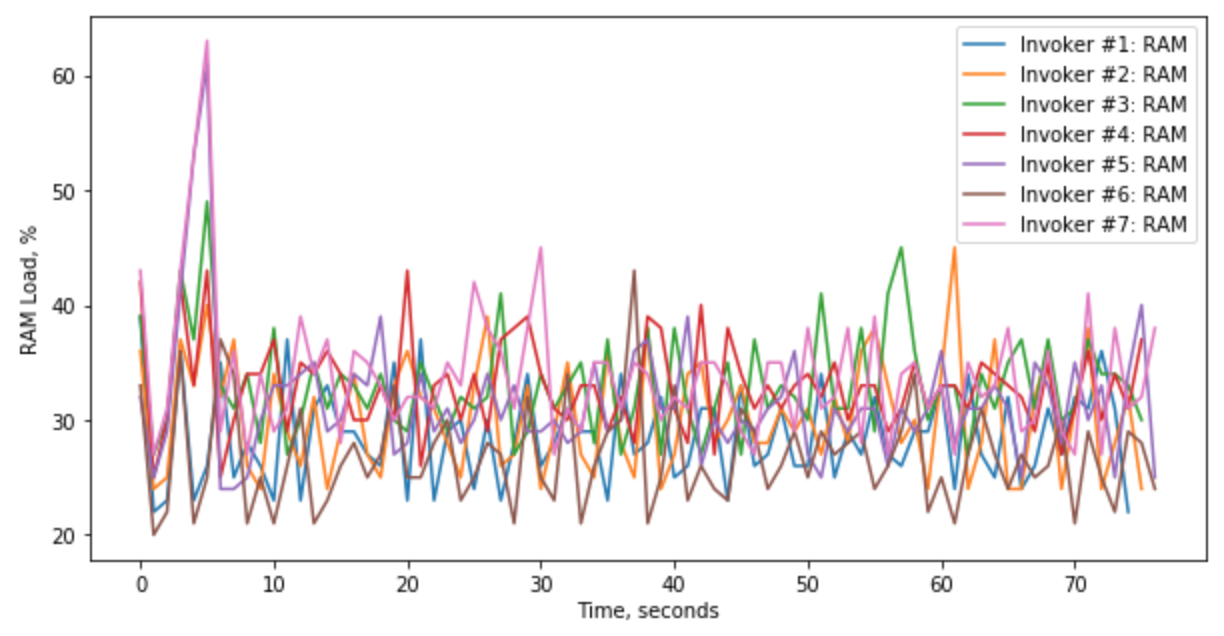 RAM Load, %
60
50
40
30
20
Invoker #1: RAM
Invoker #2: RAM
Invoker #3: RAM
Invoker #4: RAM
Invoker #5: RAM
Invoker #6: RAM
Invoker #7: RAM
0 10 20 30 40 50 60 70
Time, seconds